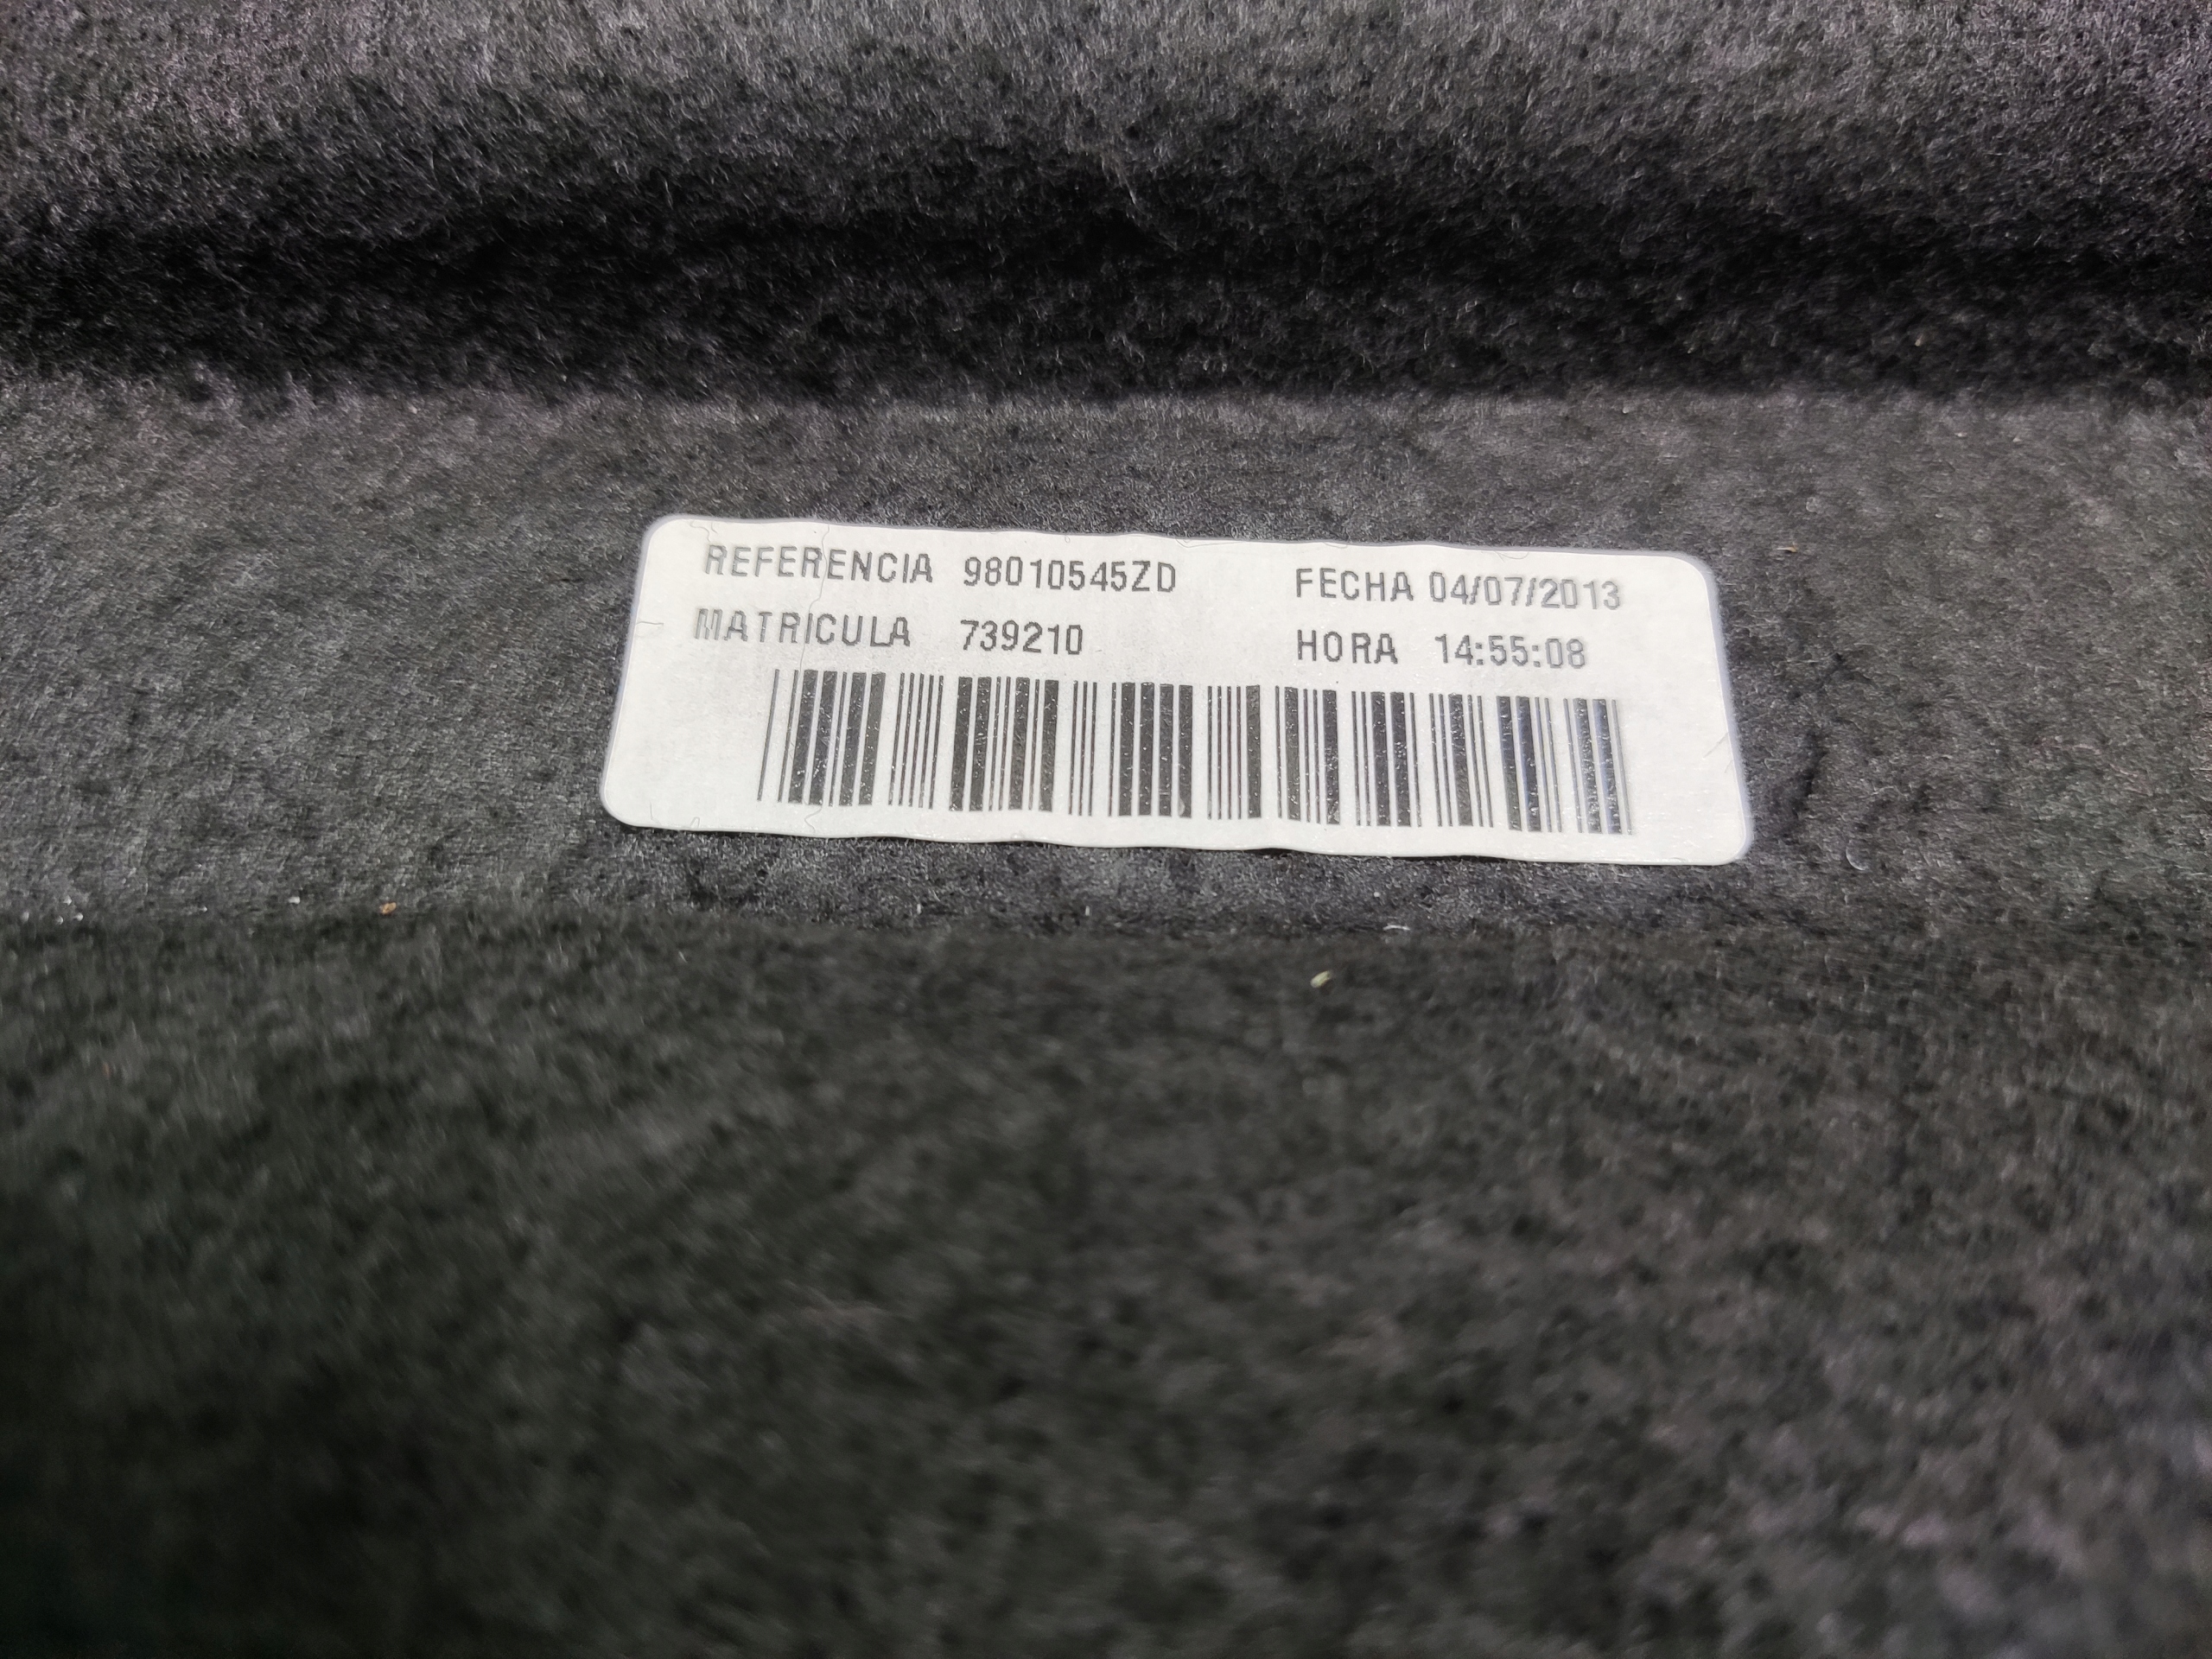 REFERENCIA 98010545ZD FECHA 04/07/2013
MATRICULA 739210 HORA 14:55:08